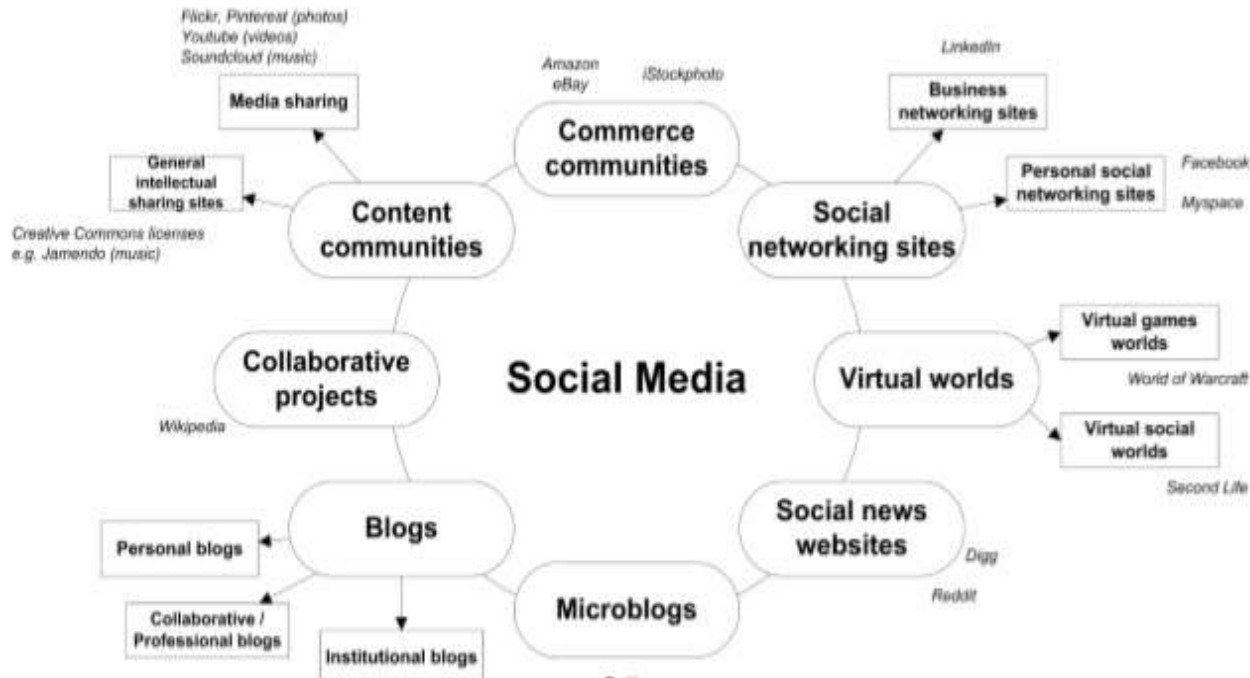 Flickr, Pinterest (photos)
Youtube (videos)
Soundcloud (music)
Media sharing
General
intellectual
sharing sites
Creative Commons licenses
e.g. Jamendo (music)
Content
communities
Amazon
eBay
iStockphoto
Commerce
communities
LinkedIn
Business
networking sites
Personal social
networking sites
Facebook
Myspace
Social
networking sites
Collaborative
projects
Wikipedia
Social Media
Virtual worlds
Virtual games
worlds
World of Warcraft
Virtual social
worlds
Second Life
Blogs
Personal blogs
Collaborative /
Professional blogs
Institutional blogs
Microblogs
Social news
websites
Digg
Reddit